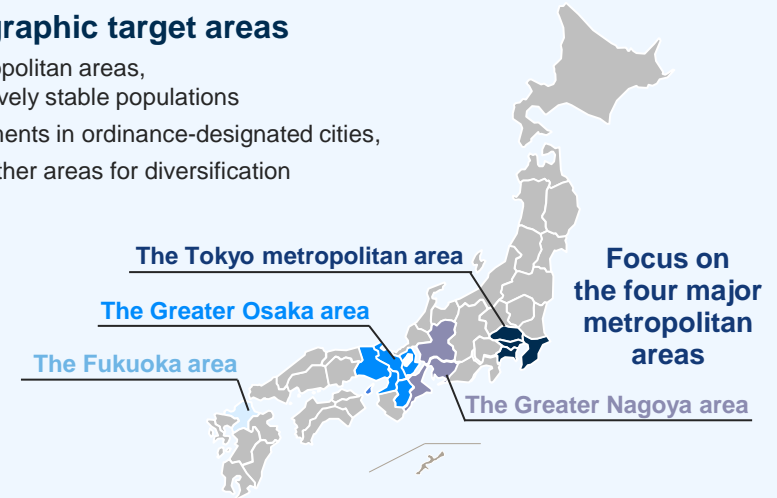 graphic target areas
opolitan areas,
vely stable populations
ments in ordinance-designated cities,
ther areas for diversification
The Tokyo metropolitan area
Focus on
the four major
metropolitan
areas
The Greater Osaka area
The Fukuoka area
The Greater Nagoya area